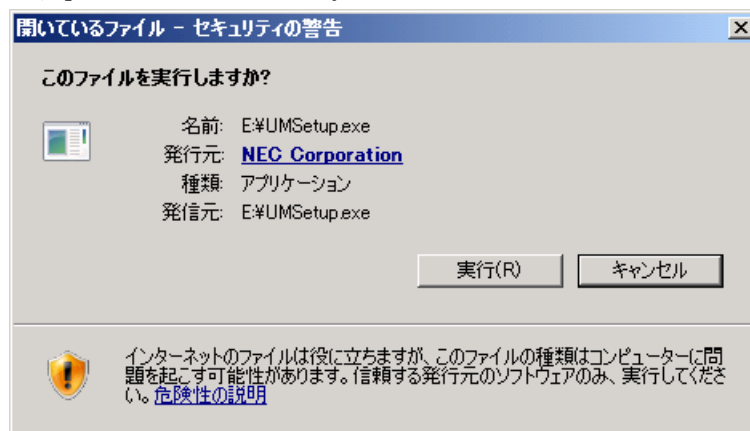 開いているファイル - セキュリティの警告
このファイルを実行しますか?
名前: E:¥UMSetup.exe
発行元: NEC Corporation
種類: アプリケーション
発信元: E:¥UMSetup.exe
実行(R) キャンセル
インターネットのファイルは役に立ちますが、このファイルの種類はコンピューターに問
題を起こす可能性があります。信頼する発行元のソフトウェアのみ、実行してくださ
い。危険性の説明